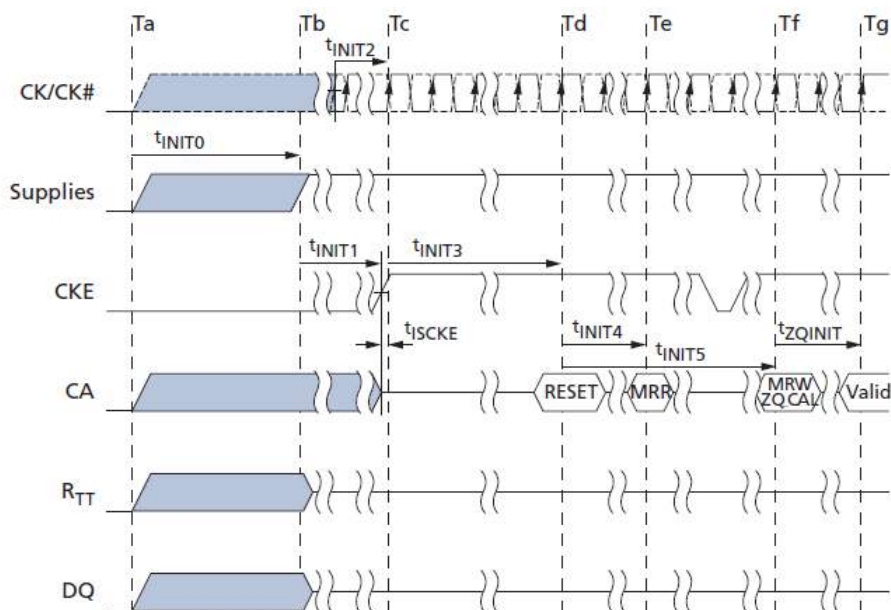 Ta Tb Tc Td Te Tf Tg
tINIT2
CK/CK#
tINIT0
Supplies
tINIT1 tINIT3
CKE
tISCKE tINIT4 tZQINIT
tINIT5
CA RESET MRR MRW ZQCAL Valid
RTT
DQ